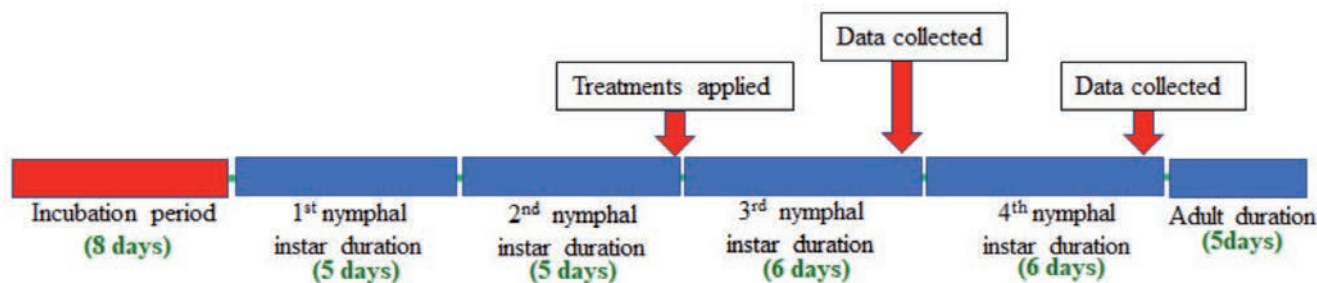 Data collected
Treatments applied
Data collected
Incubation period
(8 days)
1st nymphal
instar duration
(5 days)
2nd nymphal
instar duration
(5 days)
3rd nymphal
instar duration
(6 days)
4th nymphal
instar duration
(6 days)
Adult duration
(5days)